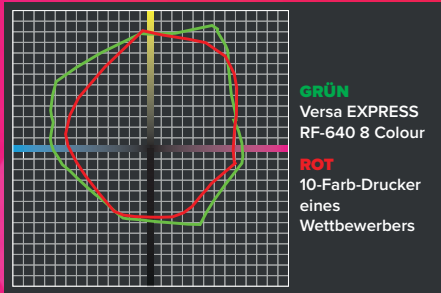 GRÜN
Versa EXPRESS
RF-640 8 Colour
ROT
10-Farb-Drucker
eines
Wettbewerbers